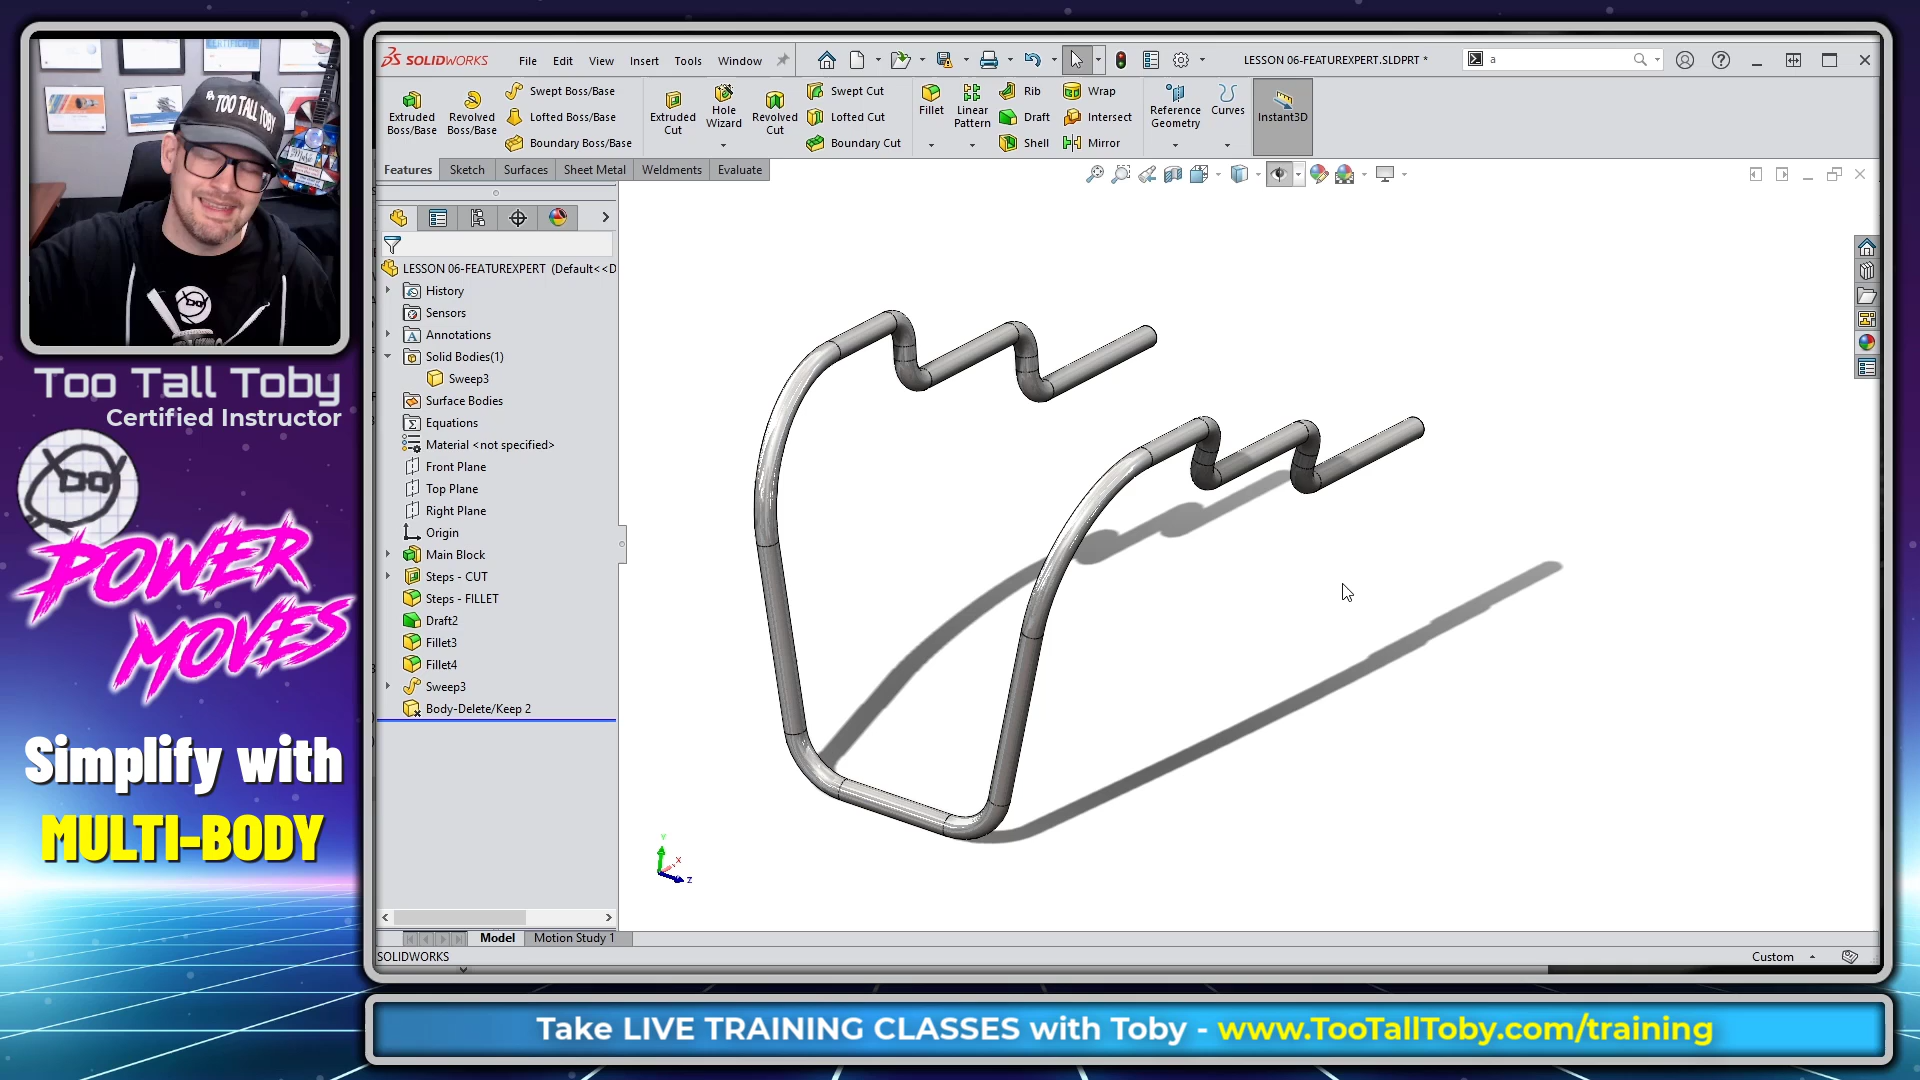 TOO TALL TOBY
CERTIFICATE
Too Tall Toby
Certified Instructor
POWER
MOVES
Simplify with
MULTI-BODY
SOLIDWORKS
File
Edit
View
Insert
Tools
Window
LESSON 06-FEATUREXPERT.SLDPRT *
a
Extruded Boss/Base
Revolved Boss/Base
Swept Boss/Base
Lofted Boss/Base
Boundary Boss/Base
Extruded Cut
Hole Wizard
Revolved Cut
Swept Cut
Lofted Cut
Boundary Cut
Fillet
Linear Pattern
Rib
Draft
Shell
Wrap
Intersect
Mirror
Reference Geometry
Curves
Instant3D
Features
Sketch
Surfaces
Sheet Metal
Weldments
Evaluate
LESSON 06-FEATUREXPERT (Default<<D
History
Sensors
Annotations
Solid Bodies(1)
Sweep3
Surface Bodies
Equations
Material <not specified>
Front Plane
Top Plane
Right Plane
Origin
Main Block
Steps - CUT
Steps - FILLET
Draft2
Fillet3
Fillet4
Sweep3
Body-Delete/Keep 2
Y
X
Z
Model
Motion Study 1
SOLIDWORKS
Custom
Take LIVE TRAINING CLASSES with Toby - www.TooTallToby.com/training